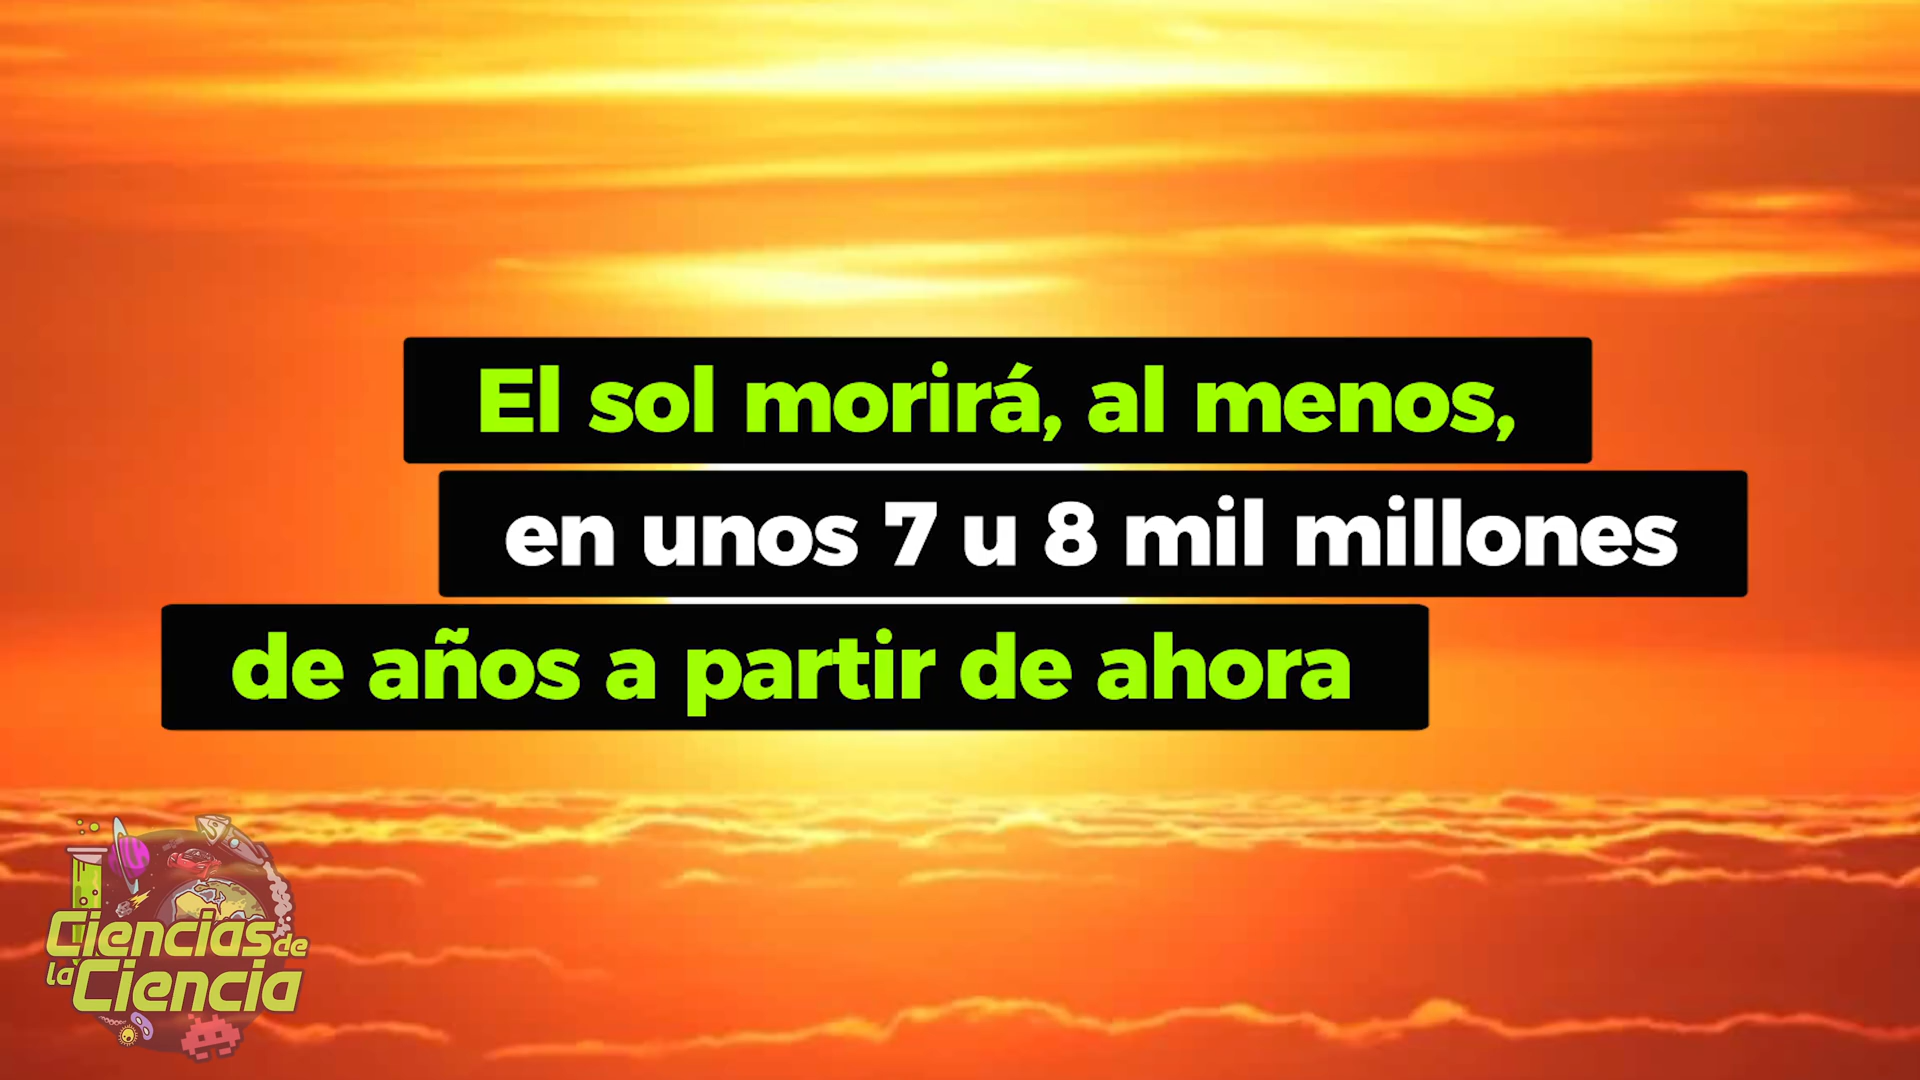 El sol morirá, al menos,
en unos 7 u 8 mil millones
de años a partir de ahora
Ciencias de
la Ciencia